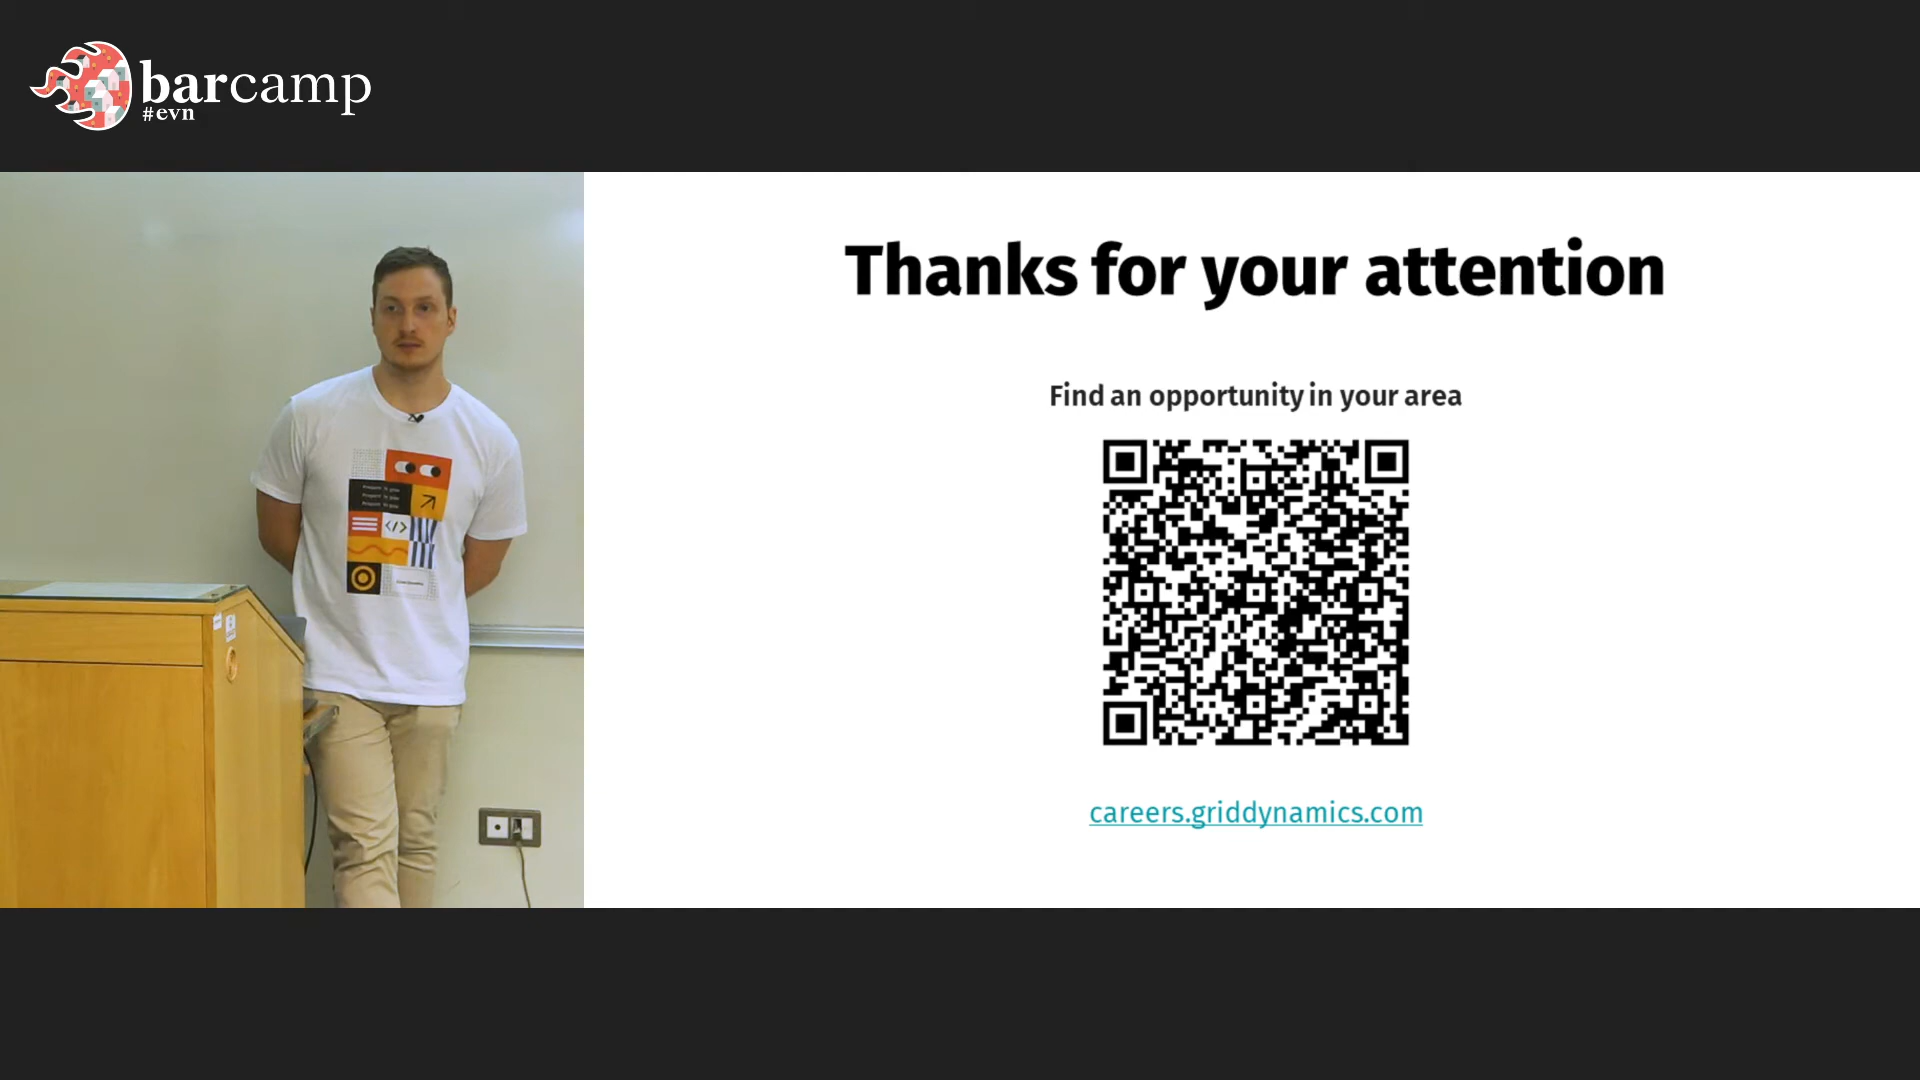 barcamp
#evn
Thanks for your attention
Find an opportunity in your area
careers.griddynamics.com